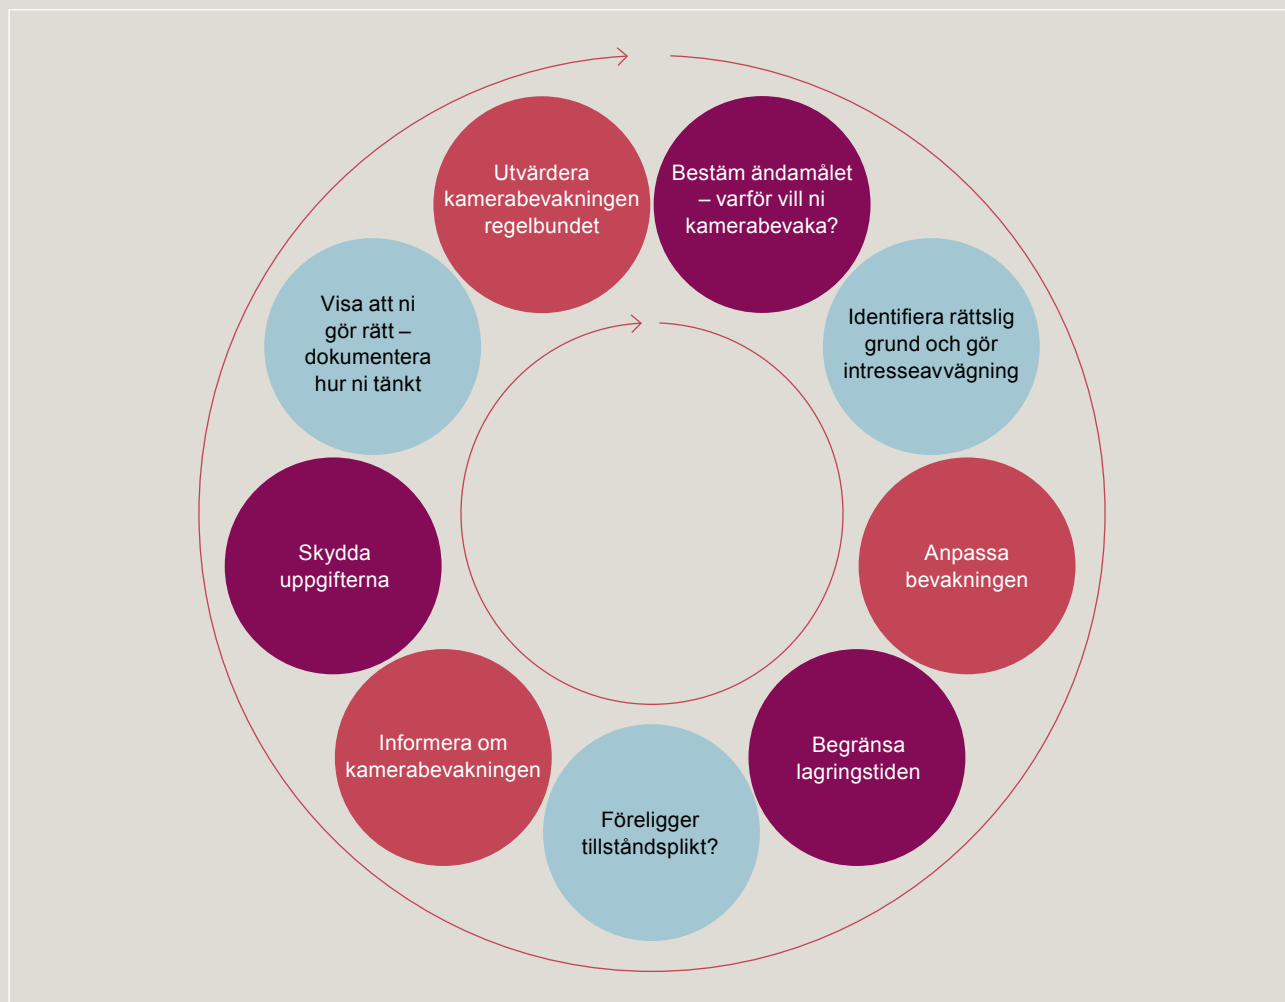 Bestäm ändamålet
– varför vill ni
kamerabevaka?
Identifiera rättslig
grund och gör
intresseavvägning
Anpassa
bevakningen
Begränsa
lagringstiden
Föreligger
tillståndsplikt?
Informera om
kamerabevakningen
Skydda
uppgifterna
Visa att ni
gör rätt –
dokumentera
hur ni tänkt
Utvärdera
kamerabevakningen
regelbundet